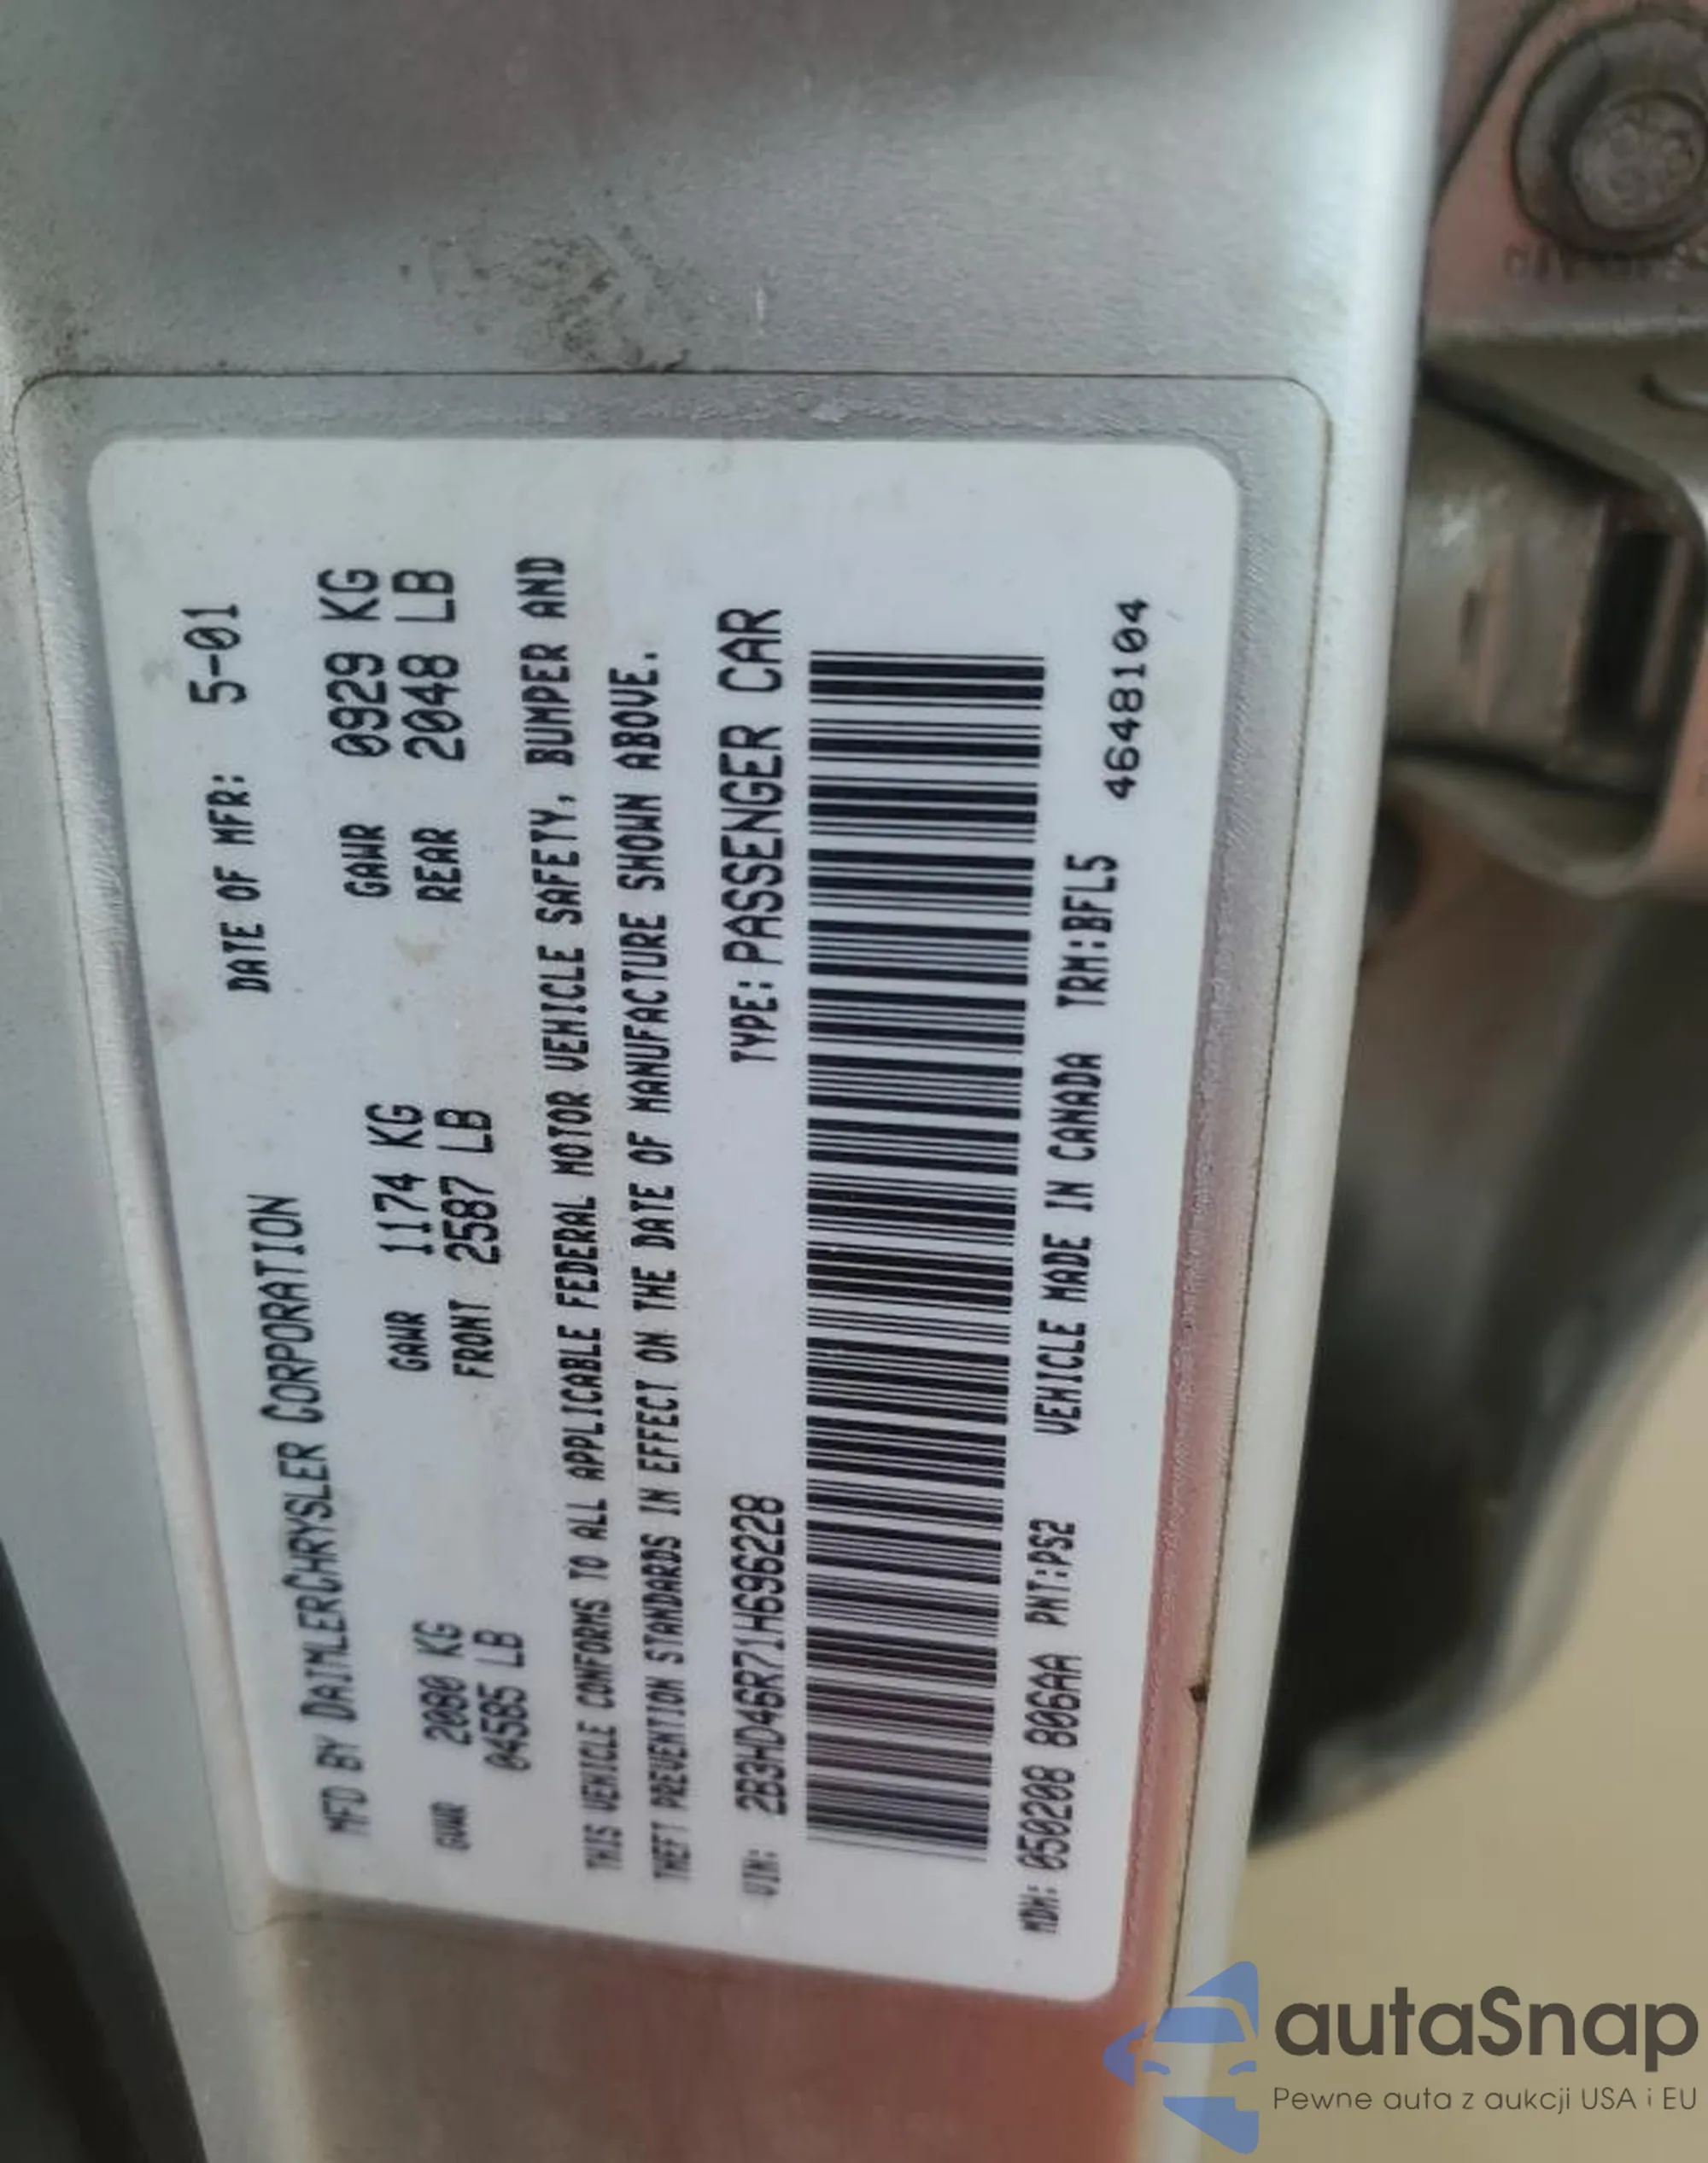 MFD BY DAIMLERCHRYSLER CORPORATION DATE OF MFR: 5-01
GVWR 2080 KG GAWR 1174 KG GAWR 0929 KG
04585 LB FRONT 2587 LB REAR 2048 LB
THIS VEHICLE CONFORMS TO ALL APPLICABLE FEDERAL MOTOR VEHICLE SAFETY, BUMPER AND
THEFT PREVENTION STANDARDS IN EFFECT ON THE DATE OF MANUFACTURE SHOWN ABOVE.
VIN: 2B3HD46R71H696228 TYPE: PASSENGER CAR
MDH: 050208 806AA PNT:PS2 VEHICLE MADE IN CANADA TRM:BFL5
4648104
autaSnap
Pewne auta z aukcji USA i EU